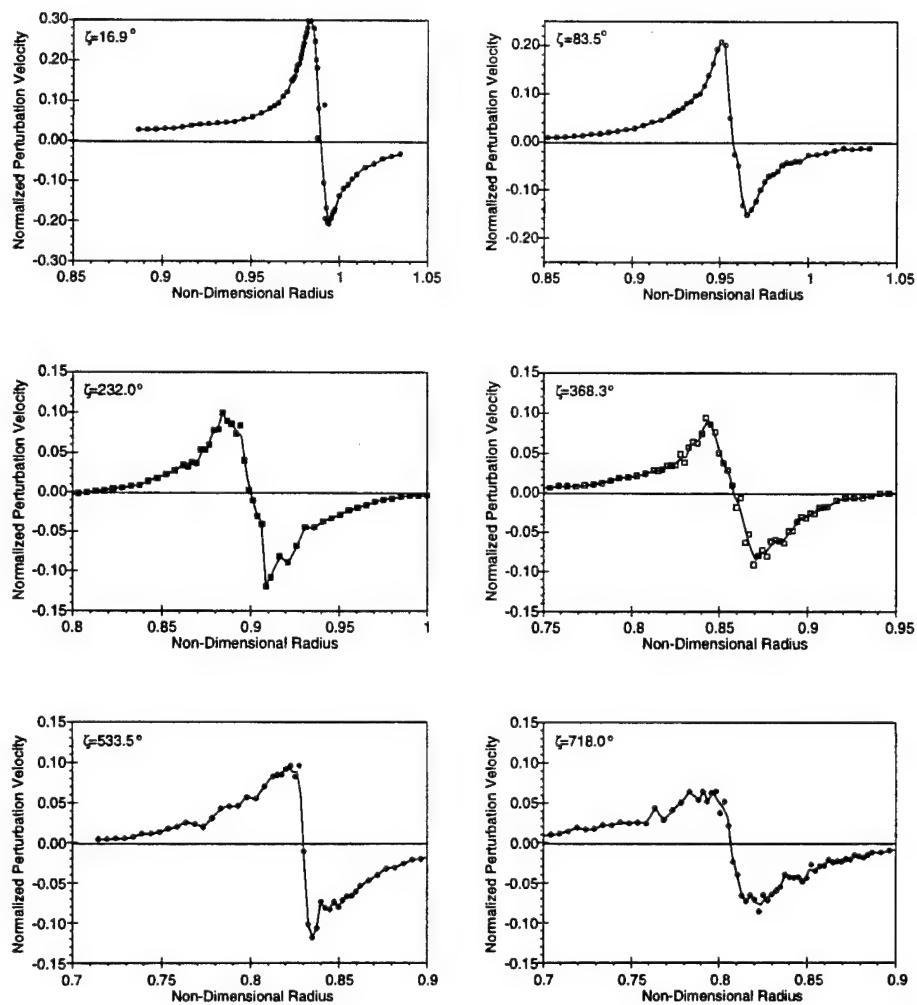 Normalized Perturbation Velocity
ζ=16.9°
0.30
0.20
0.10
0.00
-0.10
-0.20
-0.30
0.85 0.9 0.95 1 1.05
Non-Dimensional Radius
Normalized Perturbation Velocity
ζ=83.5°
0.20
0.10
0.00
-0.10
-0.20
0.85 0.9 0.95 1 1.05
Non-Dimensional Radius
Normalized Perturbation Velocity
ζ=232.0°
0.15
0.10
0.05
0.00
-0.05
-0.10
-0.15
0.8 0.85 0.9 0.95 1
Non-Dimensional Radius
Normalized Perturbation Velocity
ζ=368.3°
0.15
0.10
0.05
0.00
-0.05
-0.10
-0.15
0.75 0.8 0.85 0.9 0.95
Non-Dimensional Radius
Normalized Perturbation Velocity
ζ=533.5°
0.15
0.10
0.05
0.00
-0.05
-0.10
-0.15
0.7 0.75 0.8 0.85 0.9
Non-Dimensional Radius
Normalized Perturbation Velocity
ζ=718.0°
0.15
0.10
0.05
0.00
-0.05
-0.10
-0.15
0.7 0.75 0.8 0.85 0.9
Non-Dimensional Radius